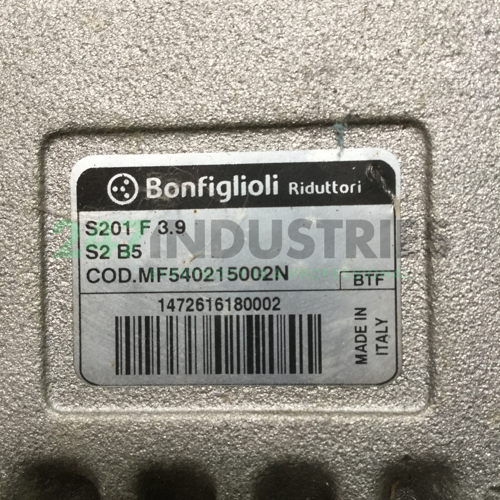 Bonfiglioli Riduttori
S201 F 3.9
S2 B5
COD.MF540215002N
BTF
1472616180002
MADE IN
ITALY
INDUSTRIE